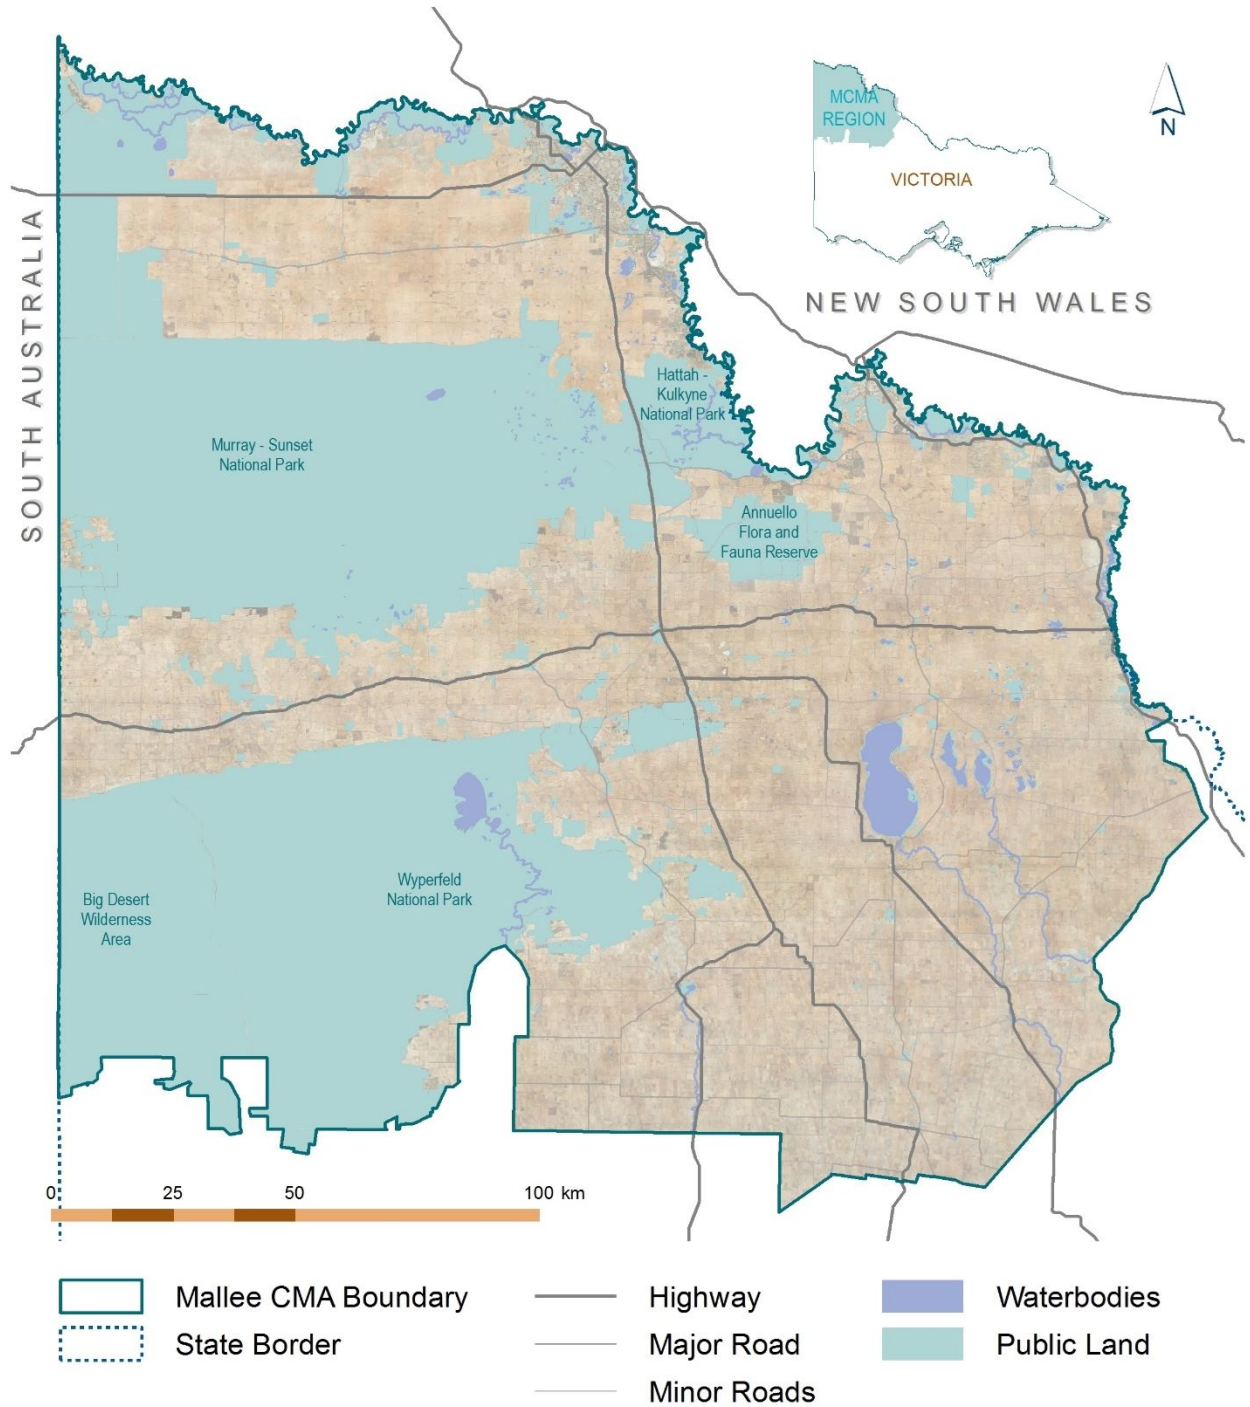 MCMA
REGION
VICTORIA
N
NEW SOUTH WALES
SOUTH AUSTRALIA
Hattah -
Kulkyne
National Park
Murray - Sunset
National Park
Annuello
Flora and
Fauna Reserve
Wyperfeld
National Park
Big Desert
Wilderness
Area
0 25 50 100 km
Mallee CMA Boundary
State Border
Highway
Major Road
Minor Roads
Waterbodies
Public Land